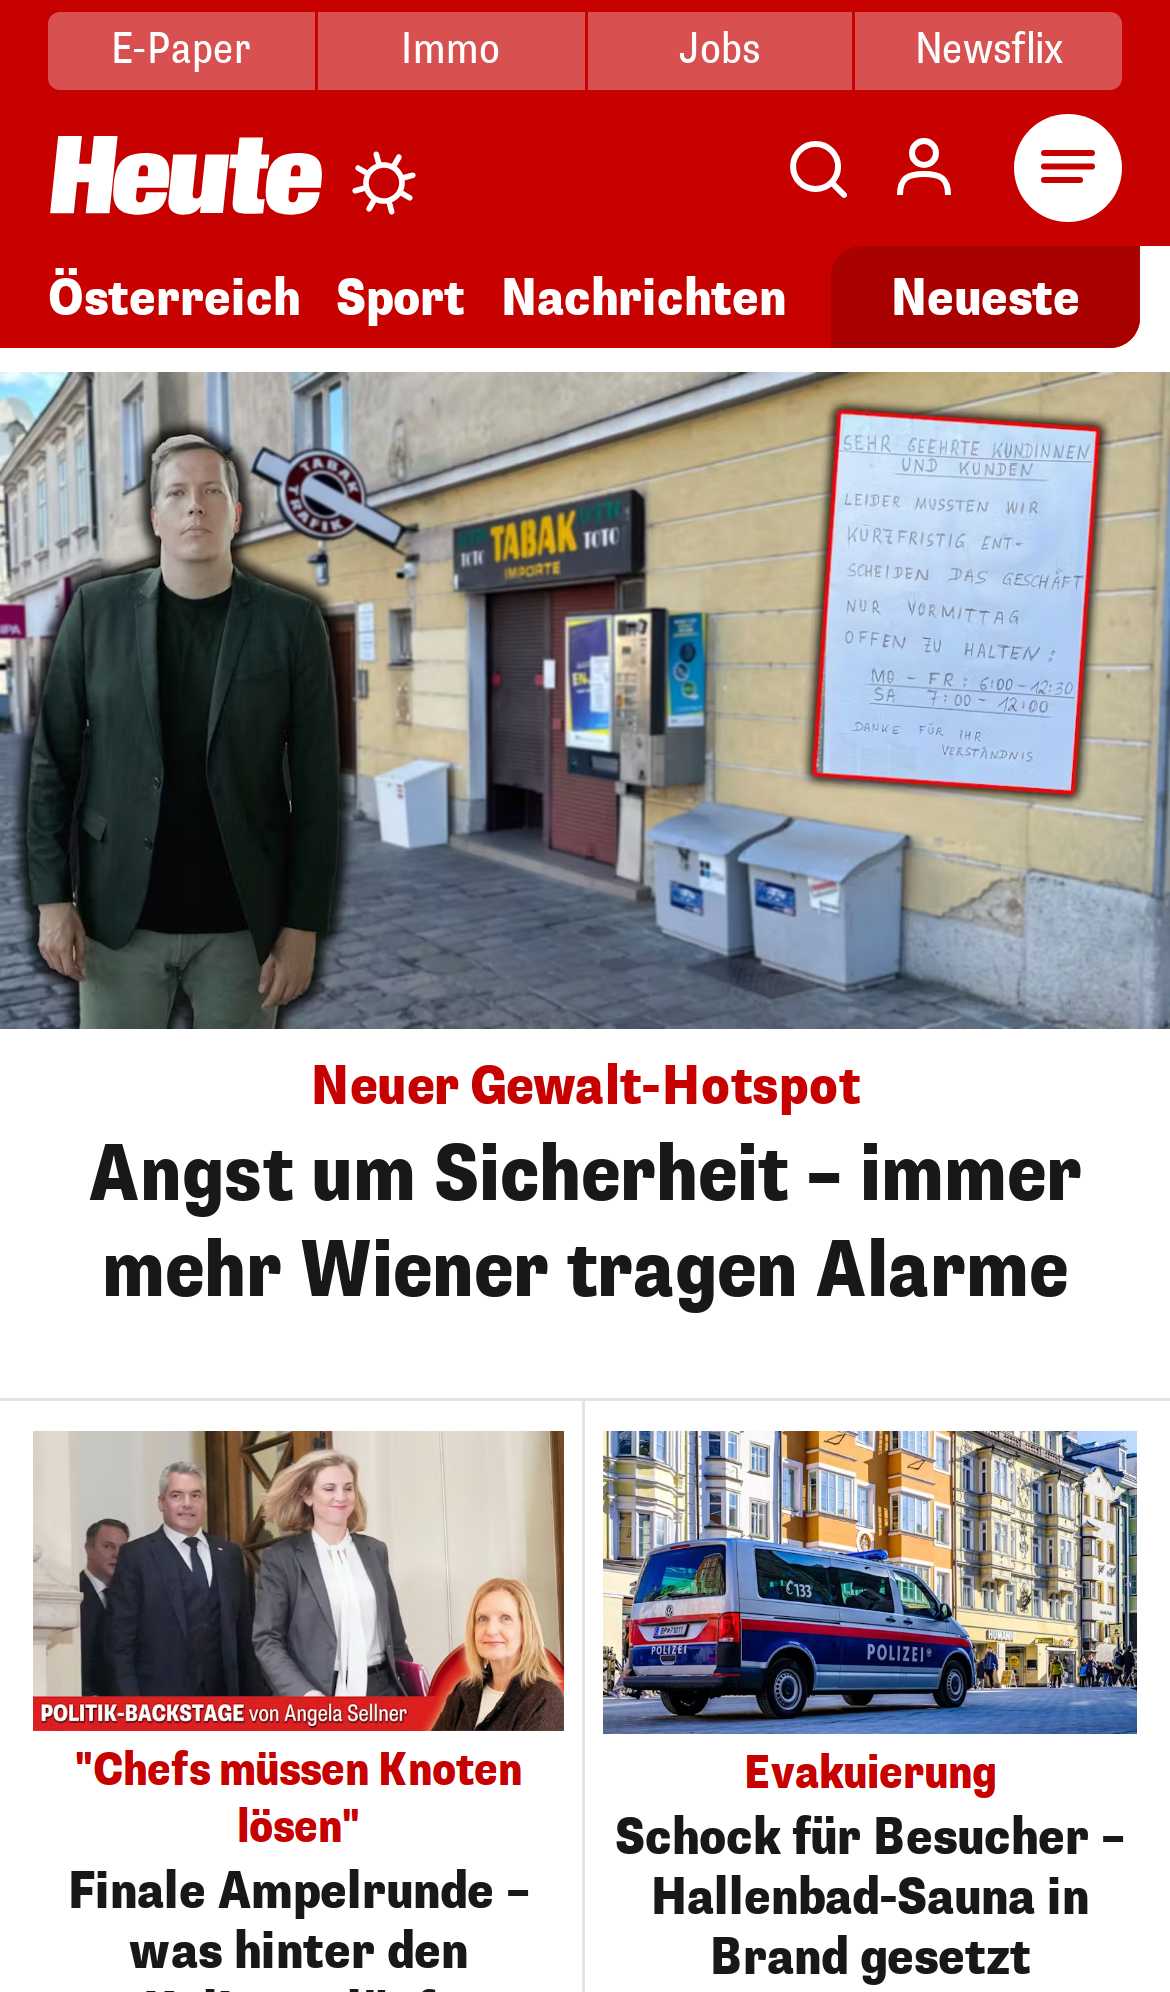 E-Paper
Immo
Jobs
Newsflix
Heute
Österreich
Sport
Nachrichten
Neueste
TABAK
TRAFIK
TOTO
TABAK
TOTO
IMPORTE
IPA
SEHR GEEHRTE KUNDINNEN
UND KUNDEN
LEIDER MUSSTEN WIR
KÜRZFRISTIG ENT-
SCHEIDEN DAS GESCHÄFT
NUR VORMITTAG
OFFEN ZU HALTEN:
MO - FR: 6:00-12:30
SA 7:00- 12:00
DANKE FÜR IHR
VERSTÄNDNIS
Neuer Gewalt-Hotspot
Angst um Sicherheit – immer
mehr Wiener tragen Alarme
POLITIK-BACKSTAGE von Angela Sellner
"Chefs müssen Knoten
lösen"
Finale Ampelrunde –
was hinter den
133
POLIZEI
POLIZEI
Evakuierung
Schock für Besucher –
Hallenbad-Sauna in
Brand gesetzt